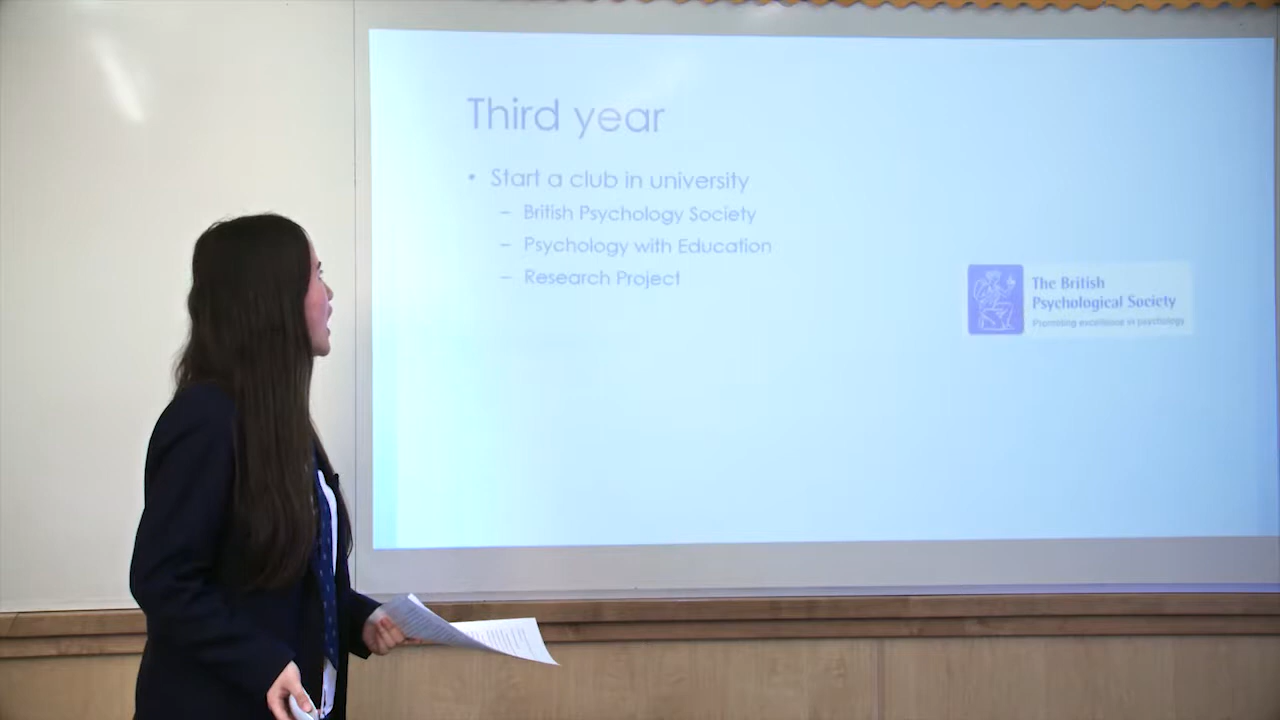 Third year
• Start a club in university
– British Psychology Society
– Psychology with Education
– Research Project
The British
Psychological Society
Promoting excellence in psychology